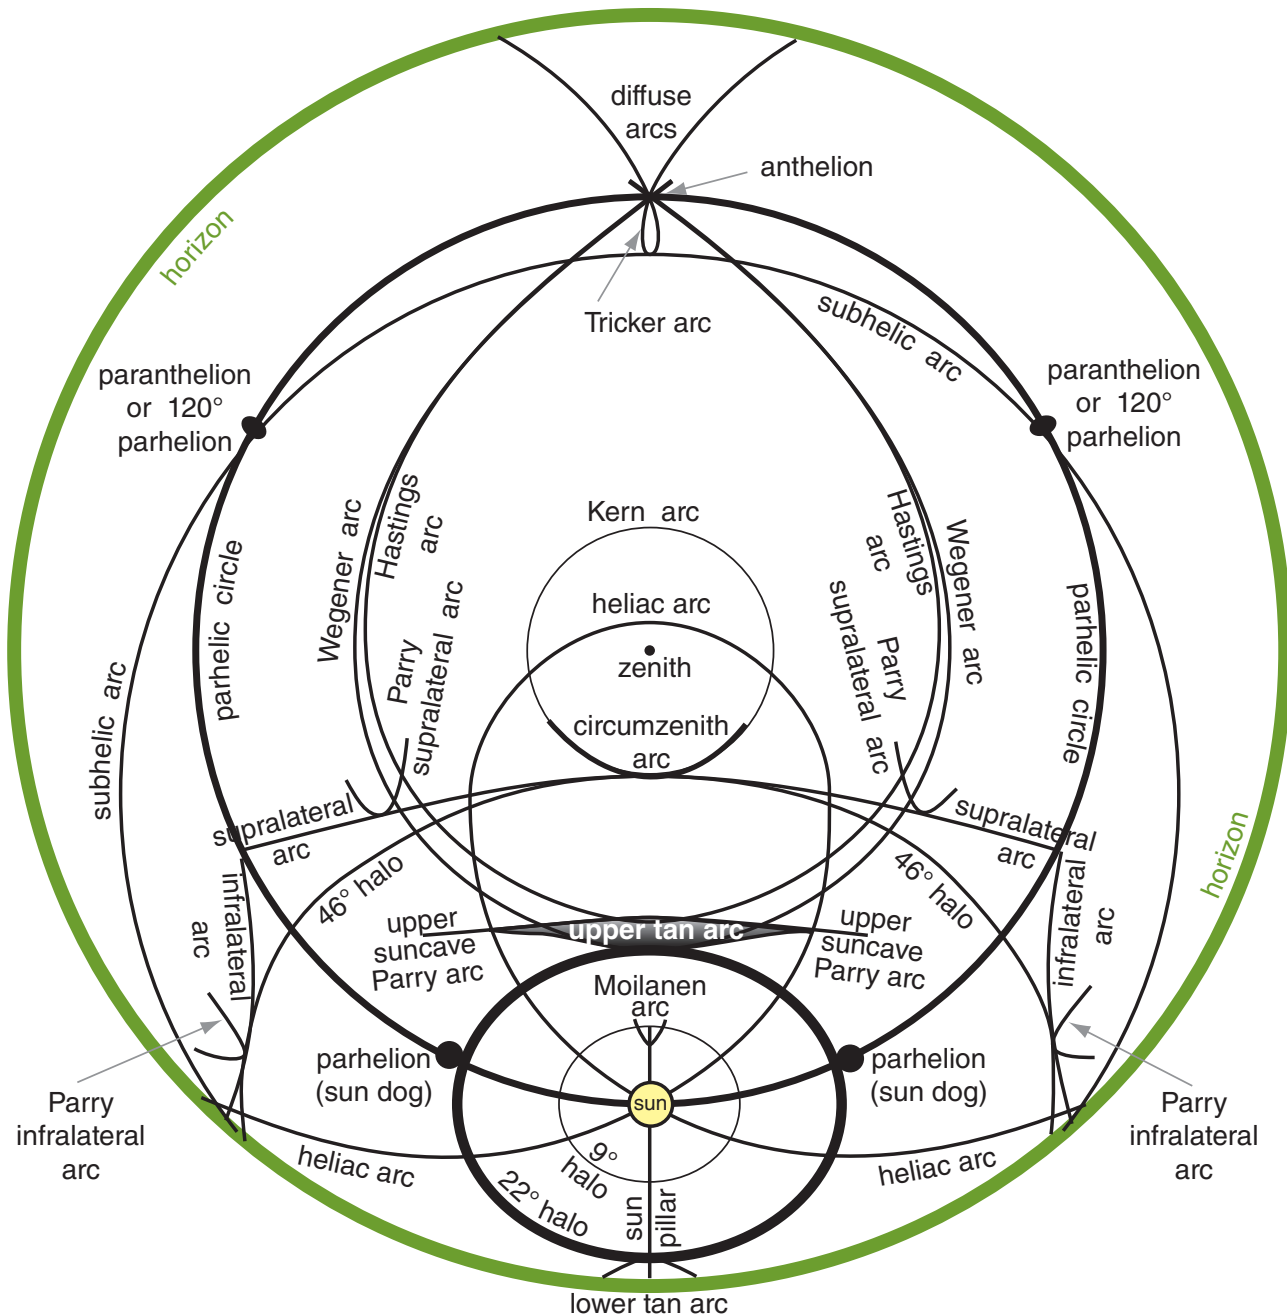 diffuse
arcs
anthelion
horizon
Tricker arc
subhelic arc
paranthelion
or 120°
parhelion
paranthelion
or 120°
parhelion
Kern arc
Wegener arc
Hastings
arc
Hastings
arc
Wegener arc
parhelic circle
parhelic circle
heliac arc
zenith
Parry
supralateral arc
Parry
supralateral arc
circumzenith
arc
subhelic arc
supralateral
arc
supralateral
arc
horizon
46° halo
46° halo
infralateral
arc
infralateral
arc
upper
suncave
Parry arc
upper tan arc
upper
suncave
Parry arc
Moilanen
arc
parhelion
(sun dog)
sun
parhelion
(sun dog)
Parry
infralateral
arc
Parry
infralateral
arc
heliac arc
heliac arc
9°
halo
22° halo
sun
pillar
lower tan arc